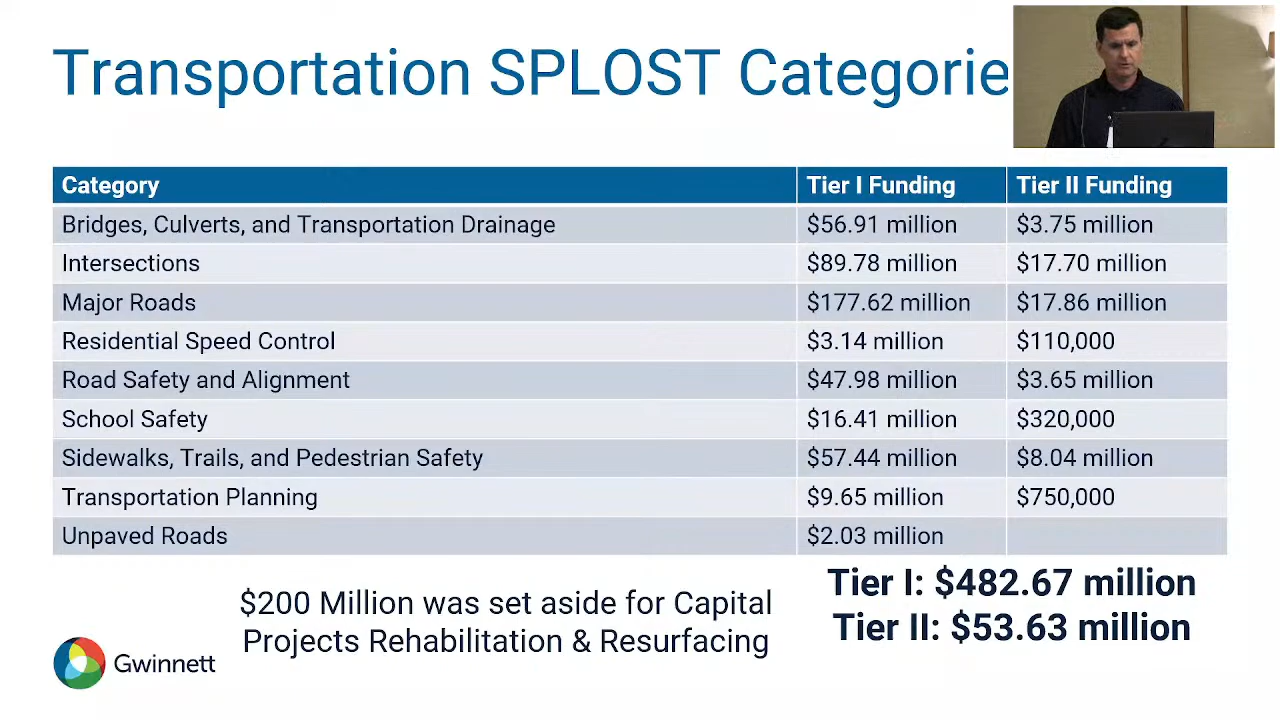 Transportation SPLOST Categorie
Category Tier I Funding Tier II Funding
Bridges, Culverts, and Transportation Drainage $56.91 million $3.75 million
Intersections $89.78 million $17.70 million
Major Roads $177.62 million $17.86 million
Residential Speed Control $3.14 million $110,000
Road Safety and Alignment $47.98 million $3.65 million
School Safety $16.41 million $320,000
Sidewalks, Trails, and Pedestrian Safety $57.44 million $8.04 million
Transportation Planning $9.65 million $750,000
Unpaved Roads $2.03 million
$200 Million was set aside for Capital
Projects Rehabilitation & Resurfacing
Tier I: $482.67 million
Tier II: $53.63 million
Gwinnett